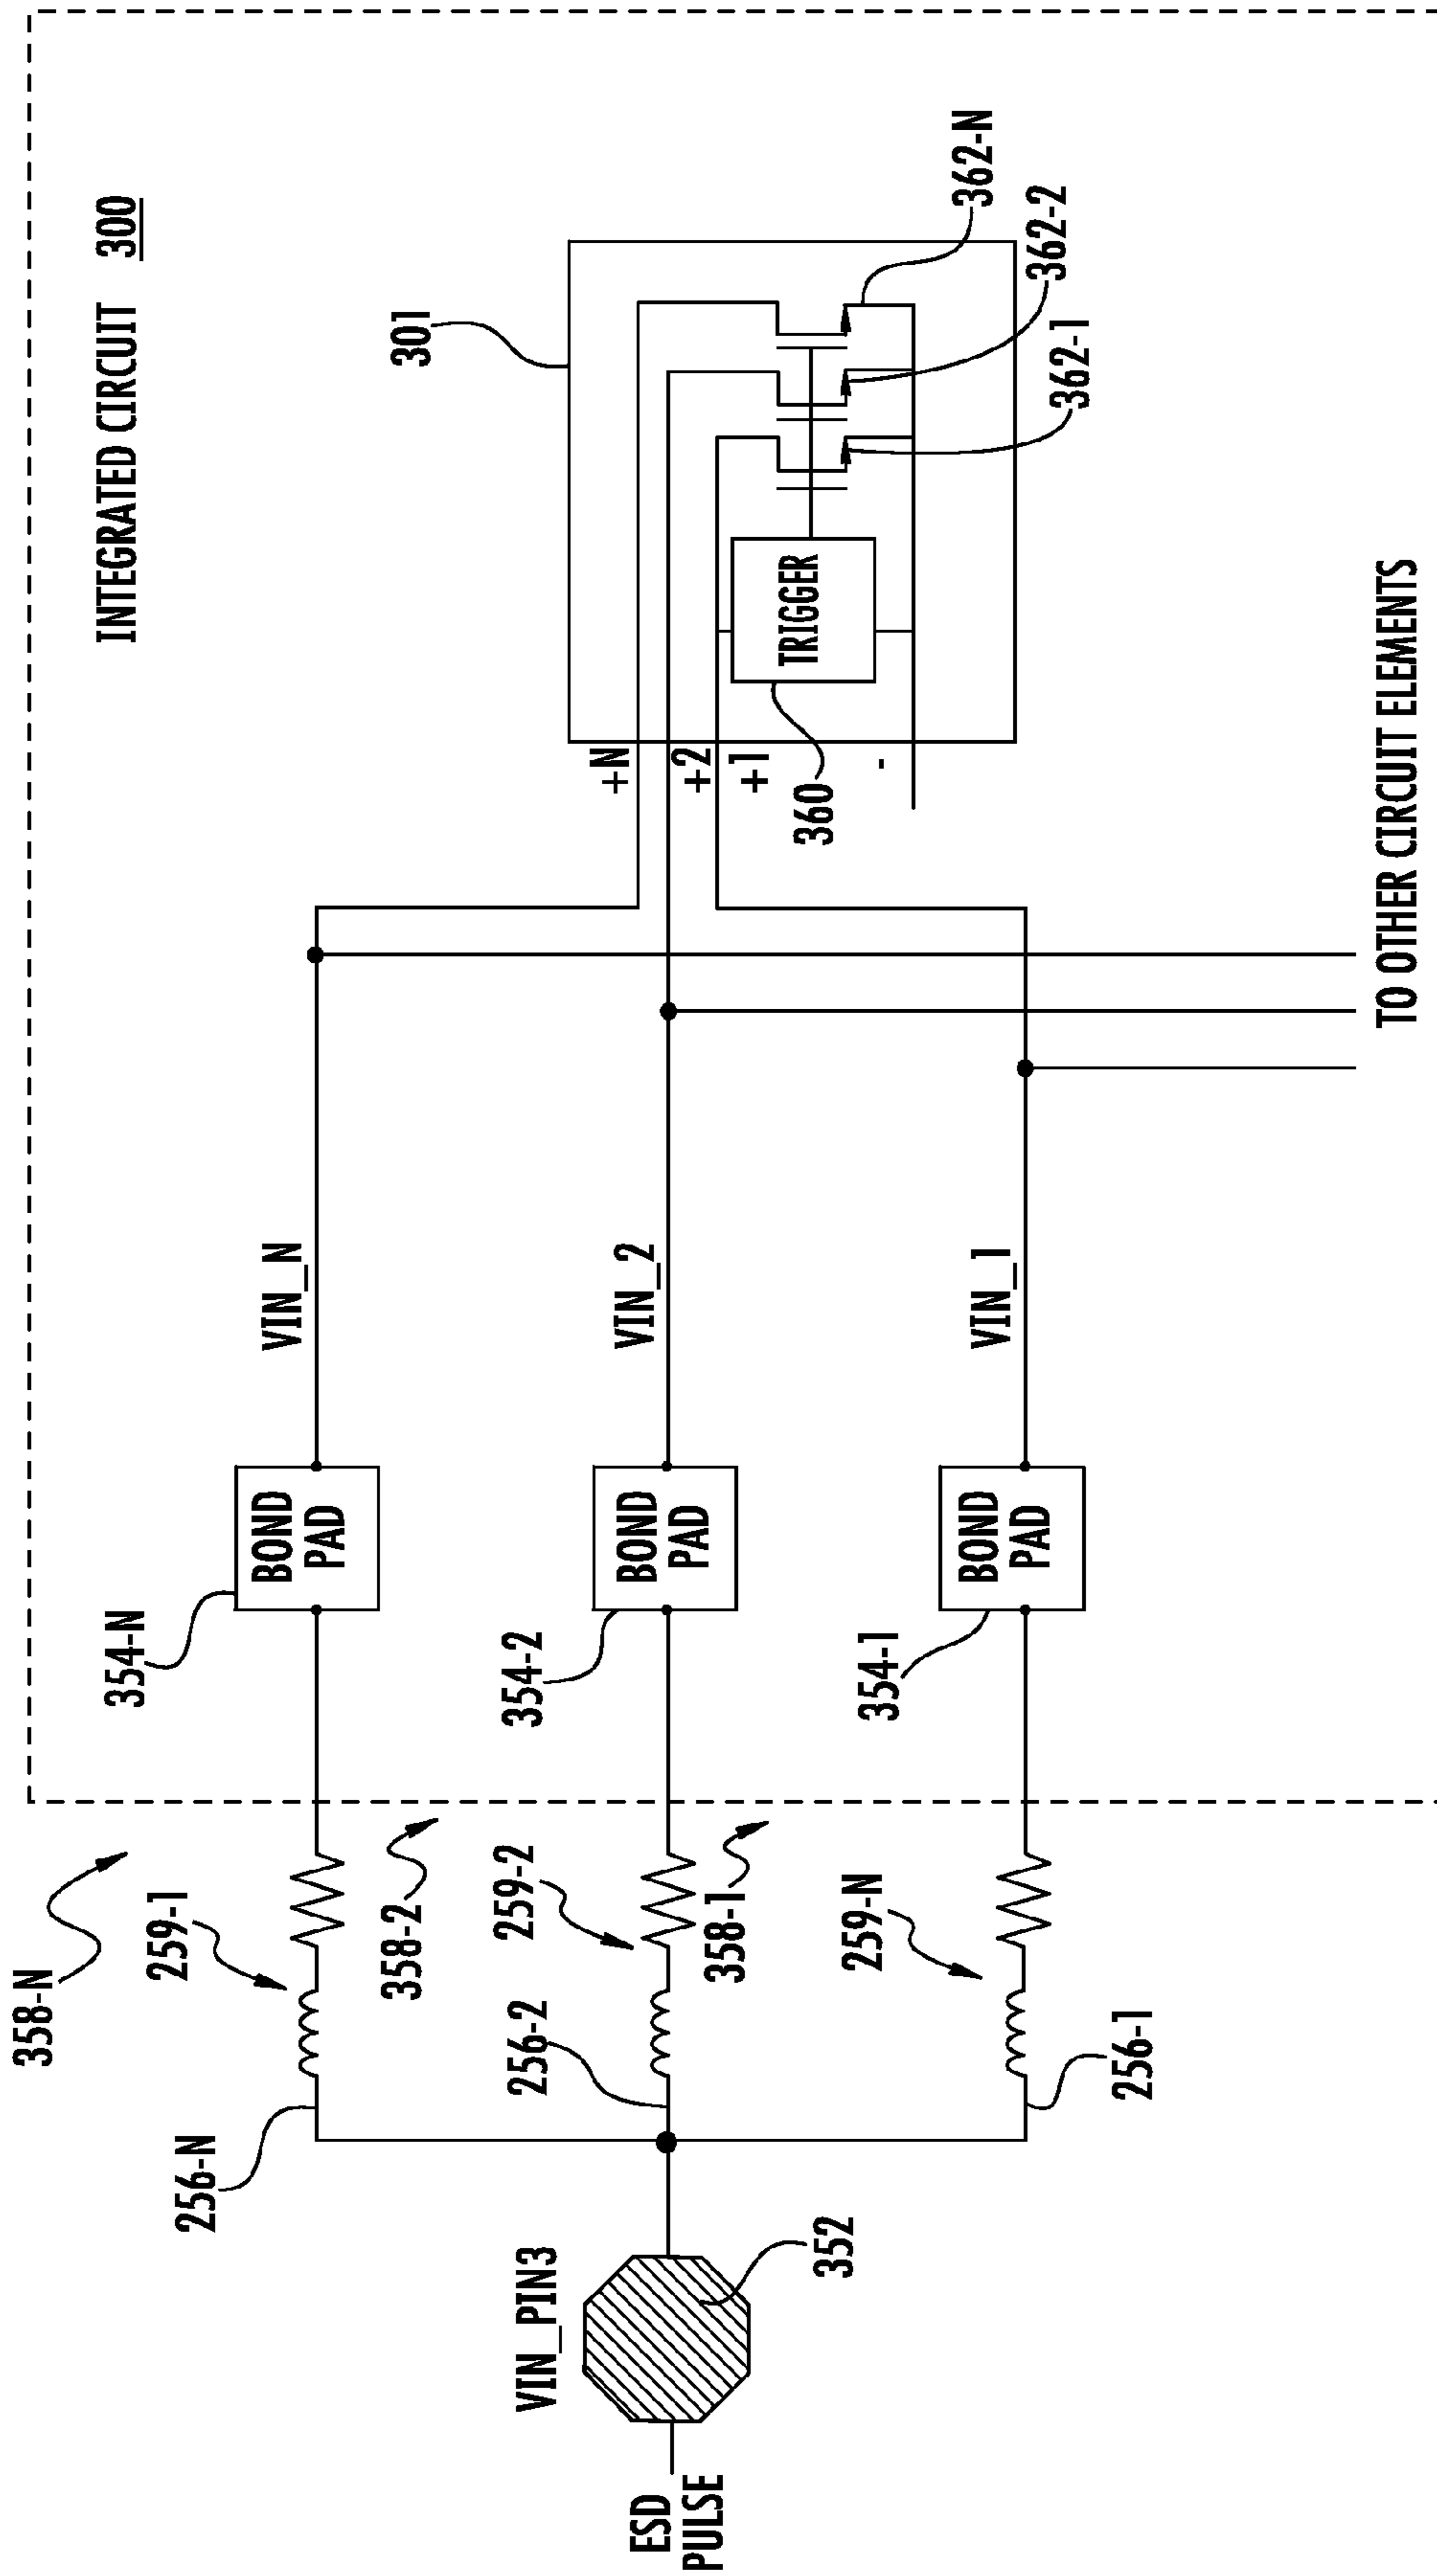 INTEGRATED CIRCUIT 300
358-N
256-N
259-1
354-N
BOND
PAD
VIN_N
301
358-2
VIN_PIN3
ESD
PULSE
352
256-2
259-2
354-2
BOND
PAD
VIN_2
+N
+2
+1
-
360
TRIGGER
362-N
362-2
362-1
358-1
259-N
256-1
354-1
BOND
PAD
VIN_1
TO OTHER CIRCUIT ELEMENTS